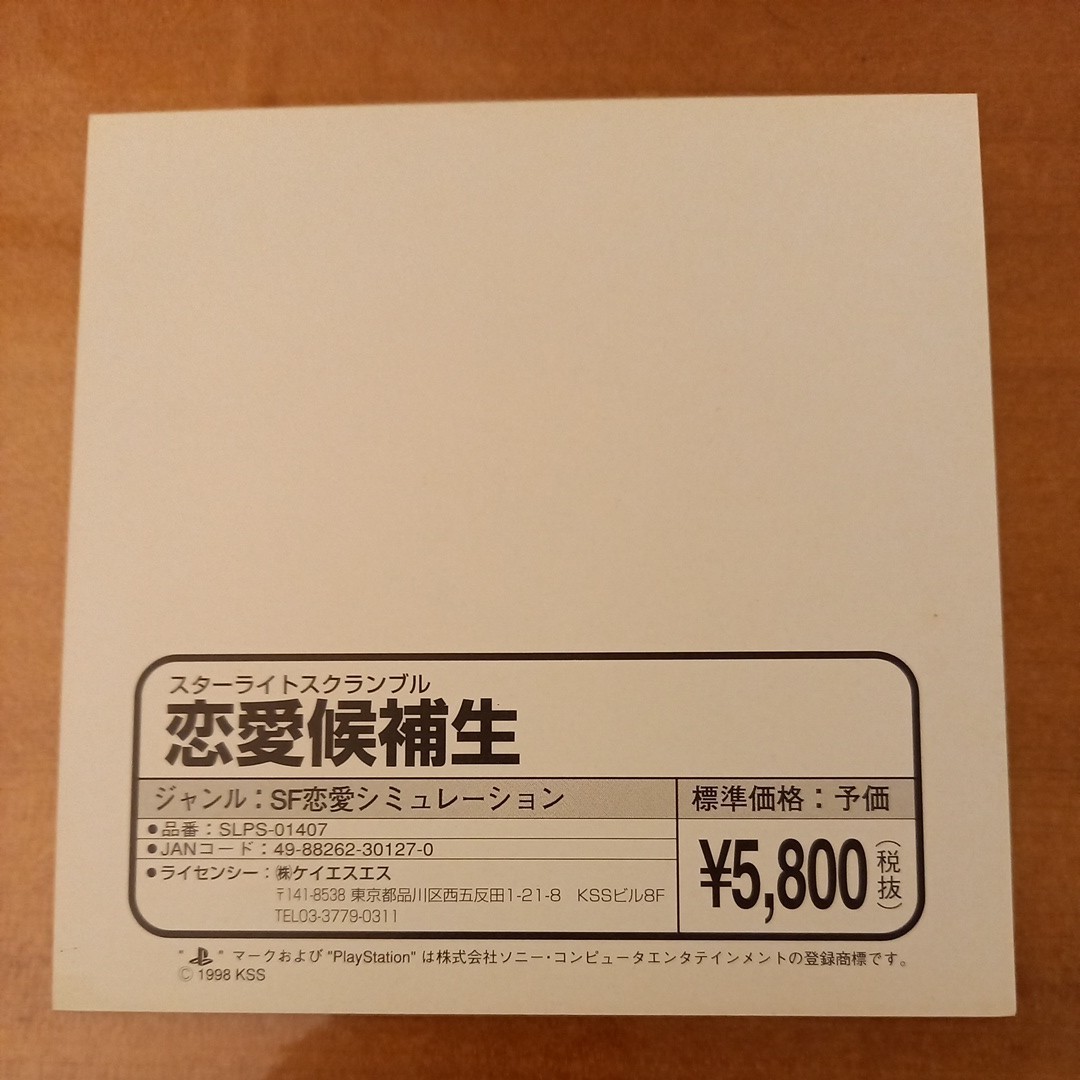 スターライトスクランブル
恋愛候補生
ジャンル：SF恋愛シミュレーション
標準価格：予価
●品番：SLPS-01407
●JANコード：49-88262-30127-0
●ライセンシー：㈱ケイエスエス
〒141-8538 東京都品川区西五反田1-21-8 KSSビル8F
TEL03-3779-0311
¥5,800（税抜）
" " マークおよび "PlayStation" は株式会社ソニー・コンピュータエンタテインメントの登録商標です。
© 1998 KSS